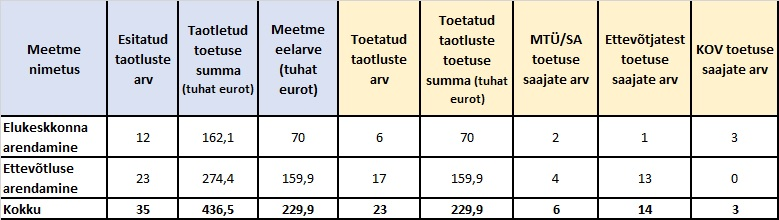 Meetme nimetus
Esitatud taotluste arv
Taotletud toetuse summa (tuhat eurot)
Meetme eelarve (tuhat eurot)
Toetatud taotluste arv
Toetatud taotluste toetuse summa (tuhat eurot)
MTÜ/SA toetuse saajate arv
Ettevõtjatest toetuse saajate arv
KOV toetuse saajate arv
Elukeskkonna arendamine 12 162,1 70 6 70 2 1 3
Ettevõtluse arendamine 23 274,4 159,9 17 159,9 4 13 0
Kokku 35 436,5 229,9 23 229,9 6 14 3